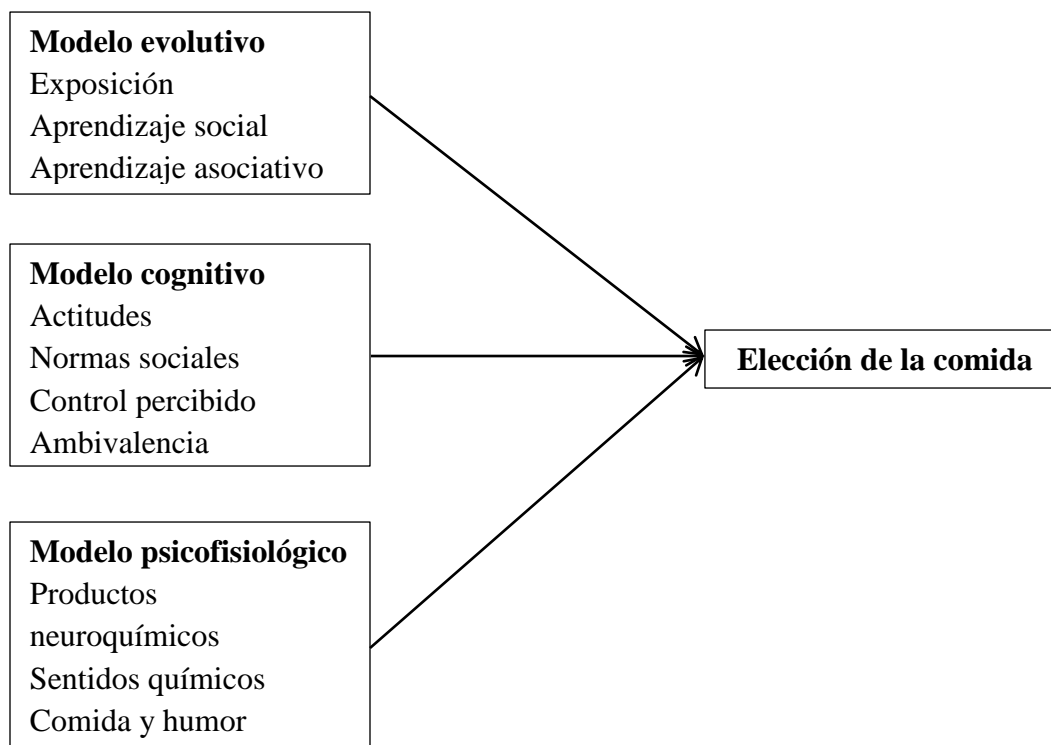 Modelo evolutivo
Exposición
Aprendizaje social
Aprendizaje asociativo
Modelo cognitivo
Actitudes
Normas sociales
Control percibido
Ambivalencia
Elección de la comida
Modelo psicofisiológico
Productos
neuroquímicos
Sentidos químicos
Comida y humor